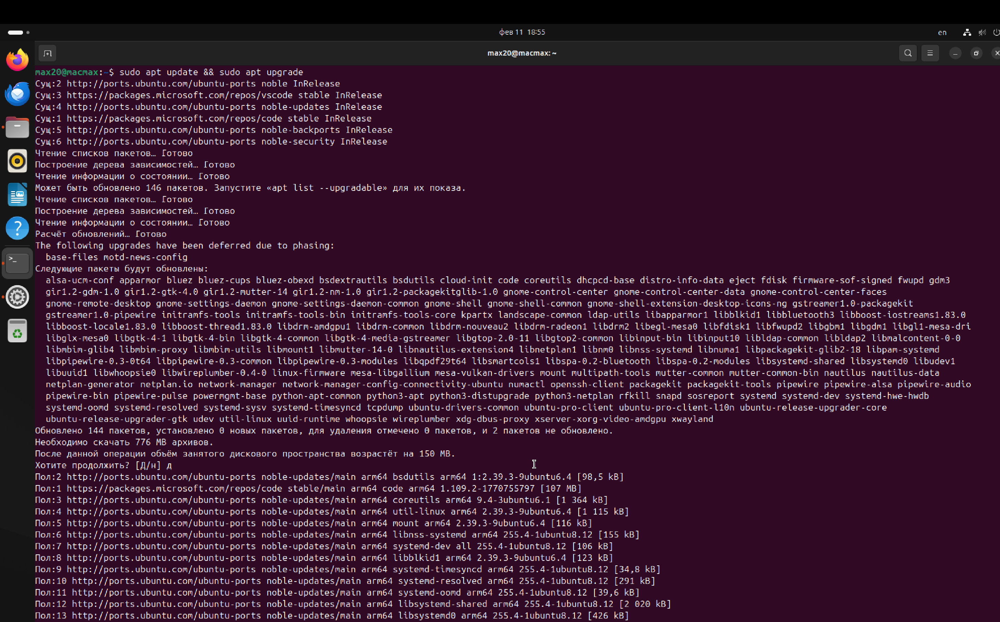 фев 11 18:55
en
max20@macmax: ~
max20@macmax:~$ sudo apt update && sudo apt upgrade
Сущ:2 http://ports.ubuntu.com/ubuntu-ports noble InRelease
Сущ:3 https://packages.microsoft.com/repos/vscode stable InRelease
Сущ:4 http://ports.ubuntu.com/ubuntu-ports noble-updates InRelease
Сущ:1 https://packages.microsoft.com/repos/code stable InRelease
Сущ:5 http://ports.ubuntu.com/ubuntu-ports noble-backports InRelease
Сущ:6 http://ports.ubuntu.com/ubuntu-ports noble-security InRelease
Чтение списков пакетов… Готово
Построение дерева зависимостей… Готово
Чтение информации о состоянии… Готово
Может быть обновлено 146 пакетов. Запустите «apt list --upgradable» для их показа.
Чтение списков пакетов… Готово
Построение дерева зависимостей… Готово
Чтение информации о состоянии… Готово
Расчёт обновлений… Готово
The following upgrades have been deferred due to phasing:
base-files motd-news-config
Следующие пакеты будут обновлены:
alsa-ucm-conf apparmor bluez bluez-cups bluez-obexd bsdextrautils bsdutils cloud-init code coreutils dhcpcd-base distro-info-data eject fdisk firmware-sof-signed fwupd gdm3
gir1.2-gdm-1.0 gir1.2-gtk-4.0 gir1.2-mutter-14 gir1.2-nm-1.0 gir1.2-packagekitglib-1.0 gnome-control-center gnome-control-center-data gnome-control-center-faces
gnome-remote-desktop gnome-settings-daemon gnome-settings-daemon-common gnome-shell gnome-shell-common gnome-shell-extension-desktop-icons-ng gstreamer1.0-packagekit
gstreamer1.0-pipewire initramfs-tools initramfs-tools-bin initramfs-tools-core kpartx landscape-common ldap-utils libapparmor1 libblkid1 libbluetooth3 libboost-iostreams1.83.0
libboost-locale1.83.0 libboost-thread1.83.0 libdrm-amdgpu1 libdrm-common libdrm-nouveau2 libdrm-radeon1 libdrm2 libegl-mesa0 libfdisk1 libfwupd2 libgbm1 libgdm1 libgl1-mesa-dri
libglx-mesa0 libgtk-4-1 libgtk-4-bin libgtk-4-common libgtk-4-media-gstreamer libgtop-2.0-11 libgtop2-common libinput-bin libinput10 libldap-common libldap2 libmalcontent-0-0
libmbim-glib4 libmbim-proxy libmbim-utils libmount1 libmutter-14-0 libnautilus-extension4 libnetplan1 libnm0 libnss-systemd libnuma1 libpackagekit-glib2-18 libpam-systemd
libpipewire-0.3-0t64 libpipewire-0.3-common libpipewire-0.3-modules libqpdf29t64 libsmartcols1 libspa-0.2-bluetooth libspa-0.2-modules libsystemd-shared libsystemd0 libudev1
libuuid1 libwhoopsie0 libwireplumber-0.4-0 linux-firmware mesa-libgallium mesa-vulkan-drivers mount multipath-tools mutter-common mutter-common-bin nautilus nautilus-data
netplan-generator netplan.io network-manager network-manager-config-connectivity-ubuntu numactl openssh-client packagekit packagekit-tools pipewire pipewire-alsa pipewire-audio
pipewire-bin pipewire-pulse powermgmt-base python-apt-common python3-apt python3-distupgrade python3-netplan rfkill snapd sosreport systemd systemd-dev systemd-hwe-hwdb
systemd-oomd systemd-resolved systemd-sysv systemd-timesyncd tcpdump ubuntu-drivers-common ubuntu-pro-client ubuntu-pro-client-l10n ubuntu-release-upgrader-core
ubuntu-release-upgrader-gtk udev util-linux uuid-runtime whoopsie wireplumber xdg-dbus-proxy xserver-xorg-video-amdgpu xwayland
Обновлено 144 пакетов, установлено 0 новых пакетов, для удаления отмечено 0 пакетов, и 2 пакетов не обновлено.
Необходимо скачать 776 MB архивов.
После данной операции объём занятого дискового пространства возрастёт на 150 MB.
Хотите продолжить? [Д/н] д
Пол:2 http://ports.ubuntu.com/ubuntu-ports noble-updates/main arm64 bsdutils arm64 1:2.39.3-9ubuntu6.4 [98,5 kB]
Пол:1 https://packages.microsoft.com/repos/code stable/main arm64 code arm64 1.109.2-1770755797 [107 MB]
Пол:3 http://ports.ubuntu.com/ubuntu-ports noble-updates/main arm64 coreutils arm64 9.4-3ubuntu6.1 [1 364 kB]
Пол:4 http://ports.ubuntu.com/ubuntu-ports noble-updates/main arm64 util-linux arm64 2.39.3-9ubuntu6.4 [1 115 kB]
Пол:5 http://ports.ubuntu.com/ubuntu-ports noble-updates/main arm64 mount arm64 2.39.3-9ubuntu6.4 [116 kB]
Пол:6 http://ports.ubuntu.com/ubuntu-ports noble-updates/main arm64 libnss-systemd arm64 255.4-1ubuntu8.12 [155 kB]
Пол:7 http://ports.ubuntu.com/ubuntu-ports noble-updates/main arm64 systemd-dev all 255.4-1ubuntu8.12 [106 kB]
Пол:8 http://ports.ubuntu.com/ubuntu-ports noble-updates/main arm64 libblkid1 arm64 2.39.3-9ubuntu6.4 [123 kB]
Пол:9 http://ports.ubuntu.com/ubuntu-ports noble-updates/main arm64 systemd-timesyncd arm64 255.4-1ubuntu8.12 [34,8 kB]
Пол:10 http://ports.ubuntu.com/ubuntu-ports noble-updates/main arm64 systemd-resolved arm64 255.4-1ubuntu8.12 [291 kB]
Пол:11 http://ports.ubuntu.com/ubuntu-ports noble-updates/main arm64 systemd-oomd arm64 255.4-1ubuntu8.12 [39,6 kB]
Пол:12 http://ports.ubuntu.com/ubuntu-ports noble-updates/main arm64 libsystemd-shared arm64 255.4-1ubuntu8.12 [2 020 kB]
Пол:13 http://ports.ubuntu.com/ubuntu-ports noble-updates/main arm64 libsystemd0 arm64 255.4-1ubuntu8.12 [426 kB]